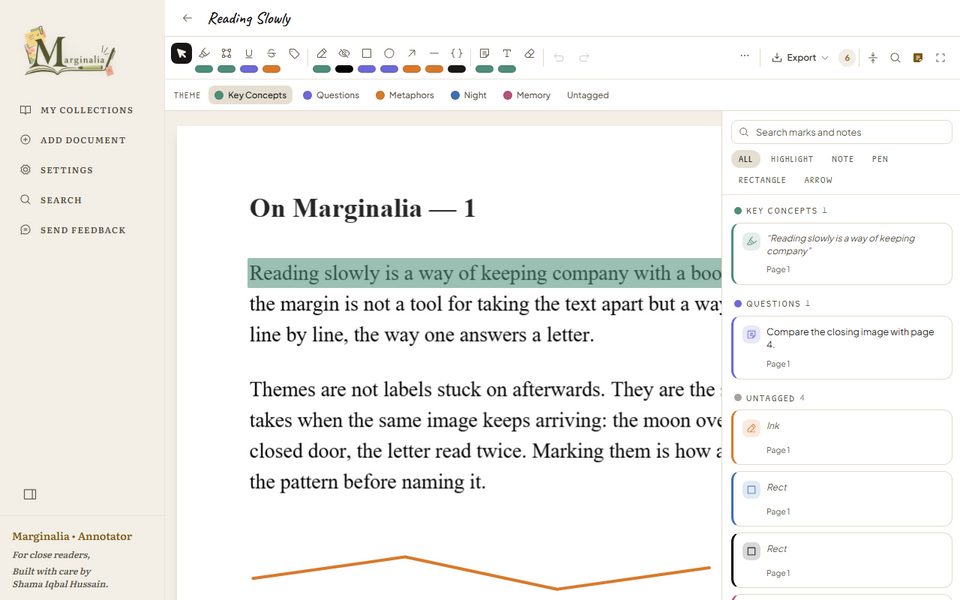 Marginalia
MY COLLECTIONS
ADD DOCUMENT
SETTINGS
SEARCH
SEND FEEDBACK
Marginalia • Annotator
For close readers,
Built with care by
Shama Iqbal Hussain.
Reading Slowly
Export
6
THEME
Key Concepts
Questions
Metaphors
Night
Memory
Untagged
On Marginalia — 1
Reading slowly is a way of keeping company with a boo
the margin is not a tool for taking the text apart but a way
line by line, the way one answers a letter.
Themes are not labels stuck on afterwards. They are the
takes when the same image keeps arriving: the moon ove
closed door, the letter read twice. Marking them is how a
the pattern before naming it.
Search marks and notes
ALL
HIGHLIGHT
NOTE
PEN
RECTANGLE
ARROW
KEY CONCEPTS 1
"Reading slowly is a way of keeping
company"
Page 1
QUESTIONS 1
Compare the closing image with page
4.
Page 1
UNTAGGED 4
Ink
Page 1
Rect
Page 1
Rect
Page 1